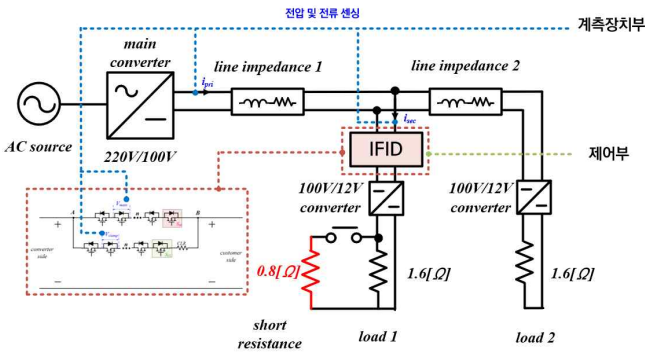 전압 및 전류 센싱
계측장치부
main
converter
i_pri
line impedance 1
line impedance 2
AC source
220V/100V
i_sec
IFID
제어부
100V/12V
converter
100V/12V
converter
A
B
n
+
+
converter
side
customer
side
n
0.8[Ω]
1.6[Ω]
1.6[Ω]
short
resistance
load 1
load 2